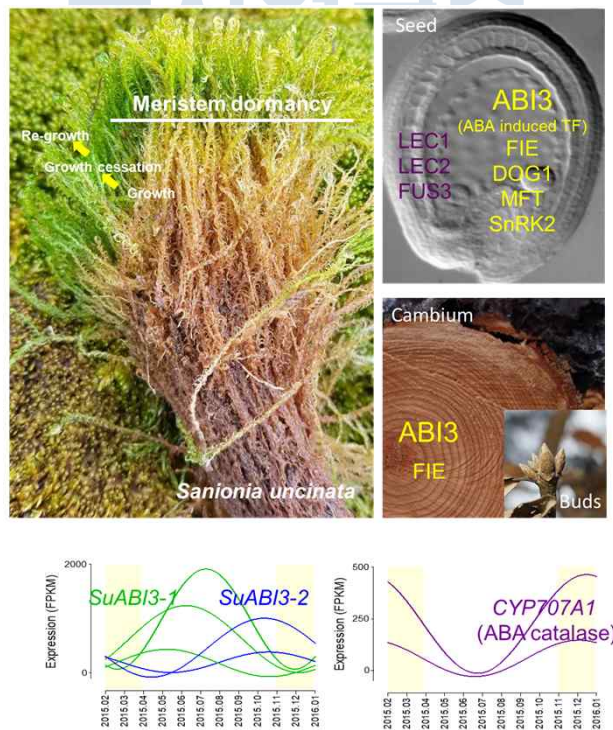 Meristem dormancy
Re-growth
Growth cessation
Growth
Sanionia uncinata
Seed
ABI3
(ABA induced TF)
LEC1
LEC2
FUS3
FIE
DOG1
MFT
SnRK2
Cambium
ABI3
FIE
Buds
Expression (FPKM)
2000
1000
0
SuABI3-1
SuABI3-2
2015.02
2015.03
2015.04
2015.05
2015.06
2015.07
2015.08
2015.09
2015.10
2015.11
2015.12
2016.01
Expression (FPKM)
500
250
0
CYP707A1
(ABA catalase)
2015.02
2015.03
2015.04
2015.05
2015.06
2015.07
2015.08
2015.09
2015.10
2015.11
2015.12
2016.01